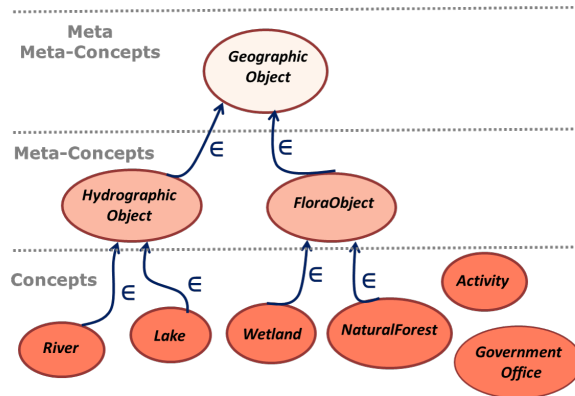 Meta
Meta-Concepts
Geographic
Object
∈
∈
Meta-Concepts
Hydrographic
Object
FloraObject
∈
∈
∈
∈
Concepts
River
Lake
Wetland
NaturalForest
Activity
Government
Office